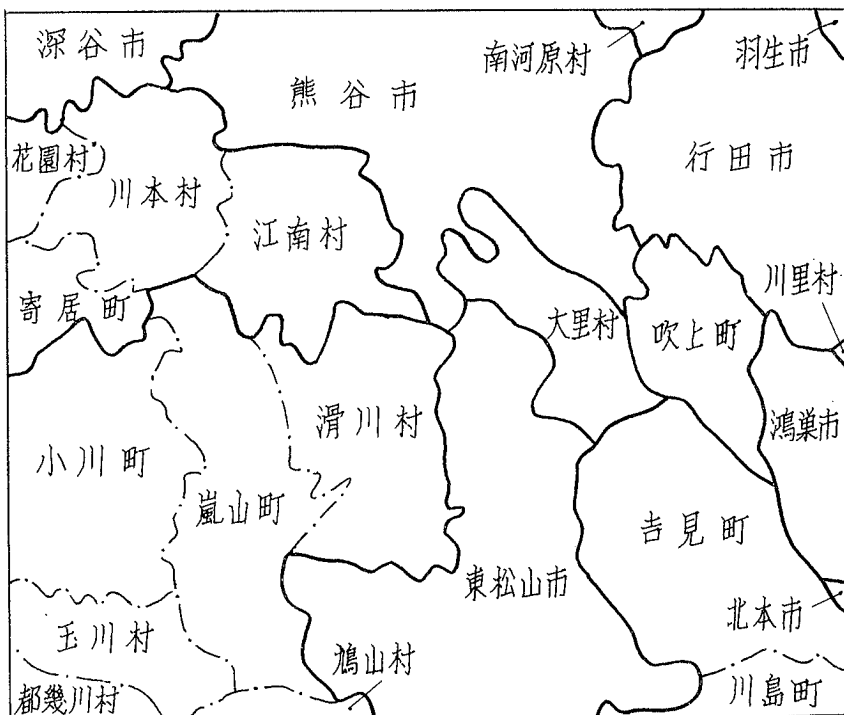 深谷市
熊谷市
南河原村
羽生市
花園村
川本村
行田市
江南村
寄居町
大里村
吹上町
川里村
小川町
嵐山町
滑川村
鴻巣市
吉見町
東松山市
玉川村
鳩山村
北本市
都幾川村
川島町